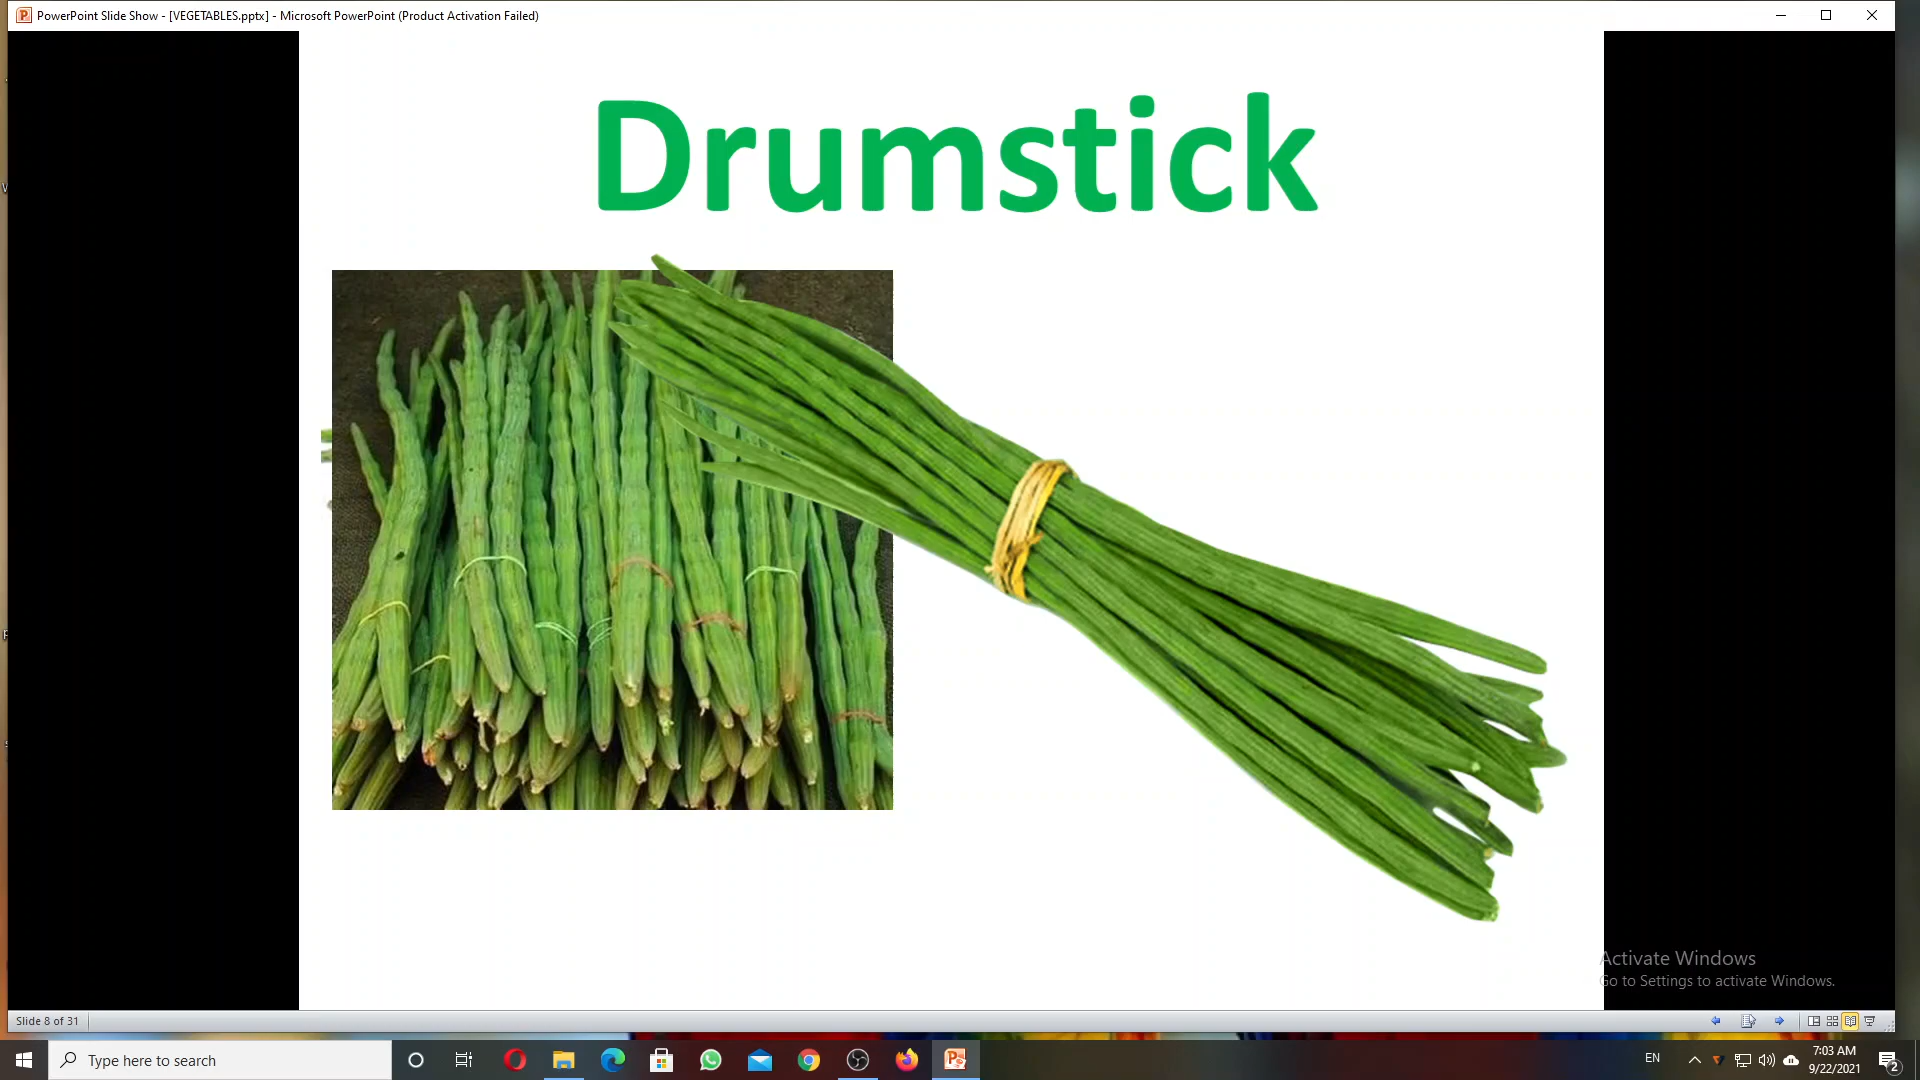 PowerPoint Slide Show - [VEGETABLES.pptx] - Microsoft PowerPoint (Product Activation Failed)
Drumstick
Activate Windows
Go to Settings to activate Windows.
Slide 8 of 31
Type here to search
EN
7:03 AM
9/22/2021
2